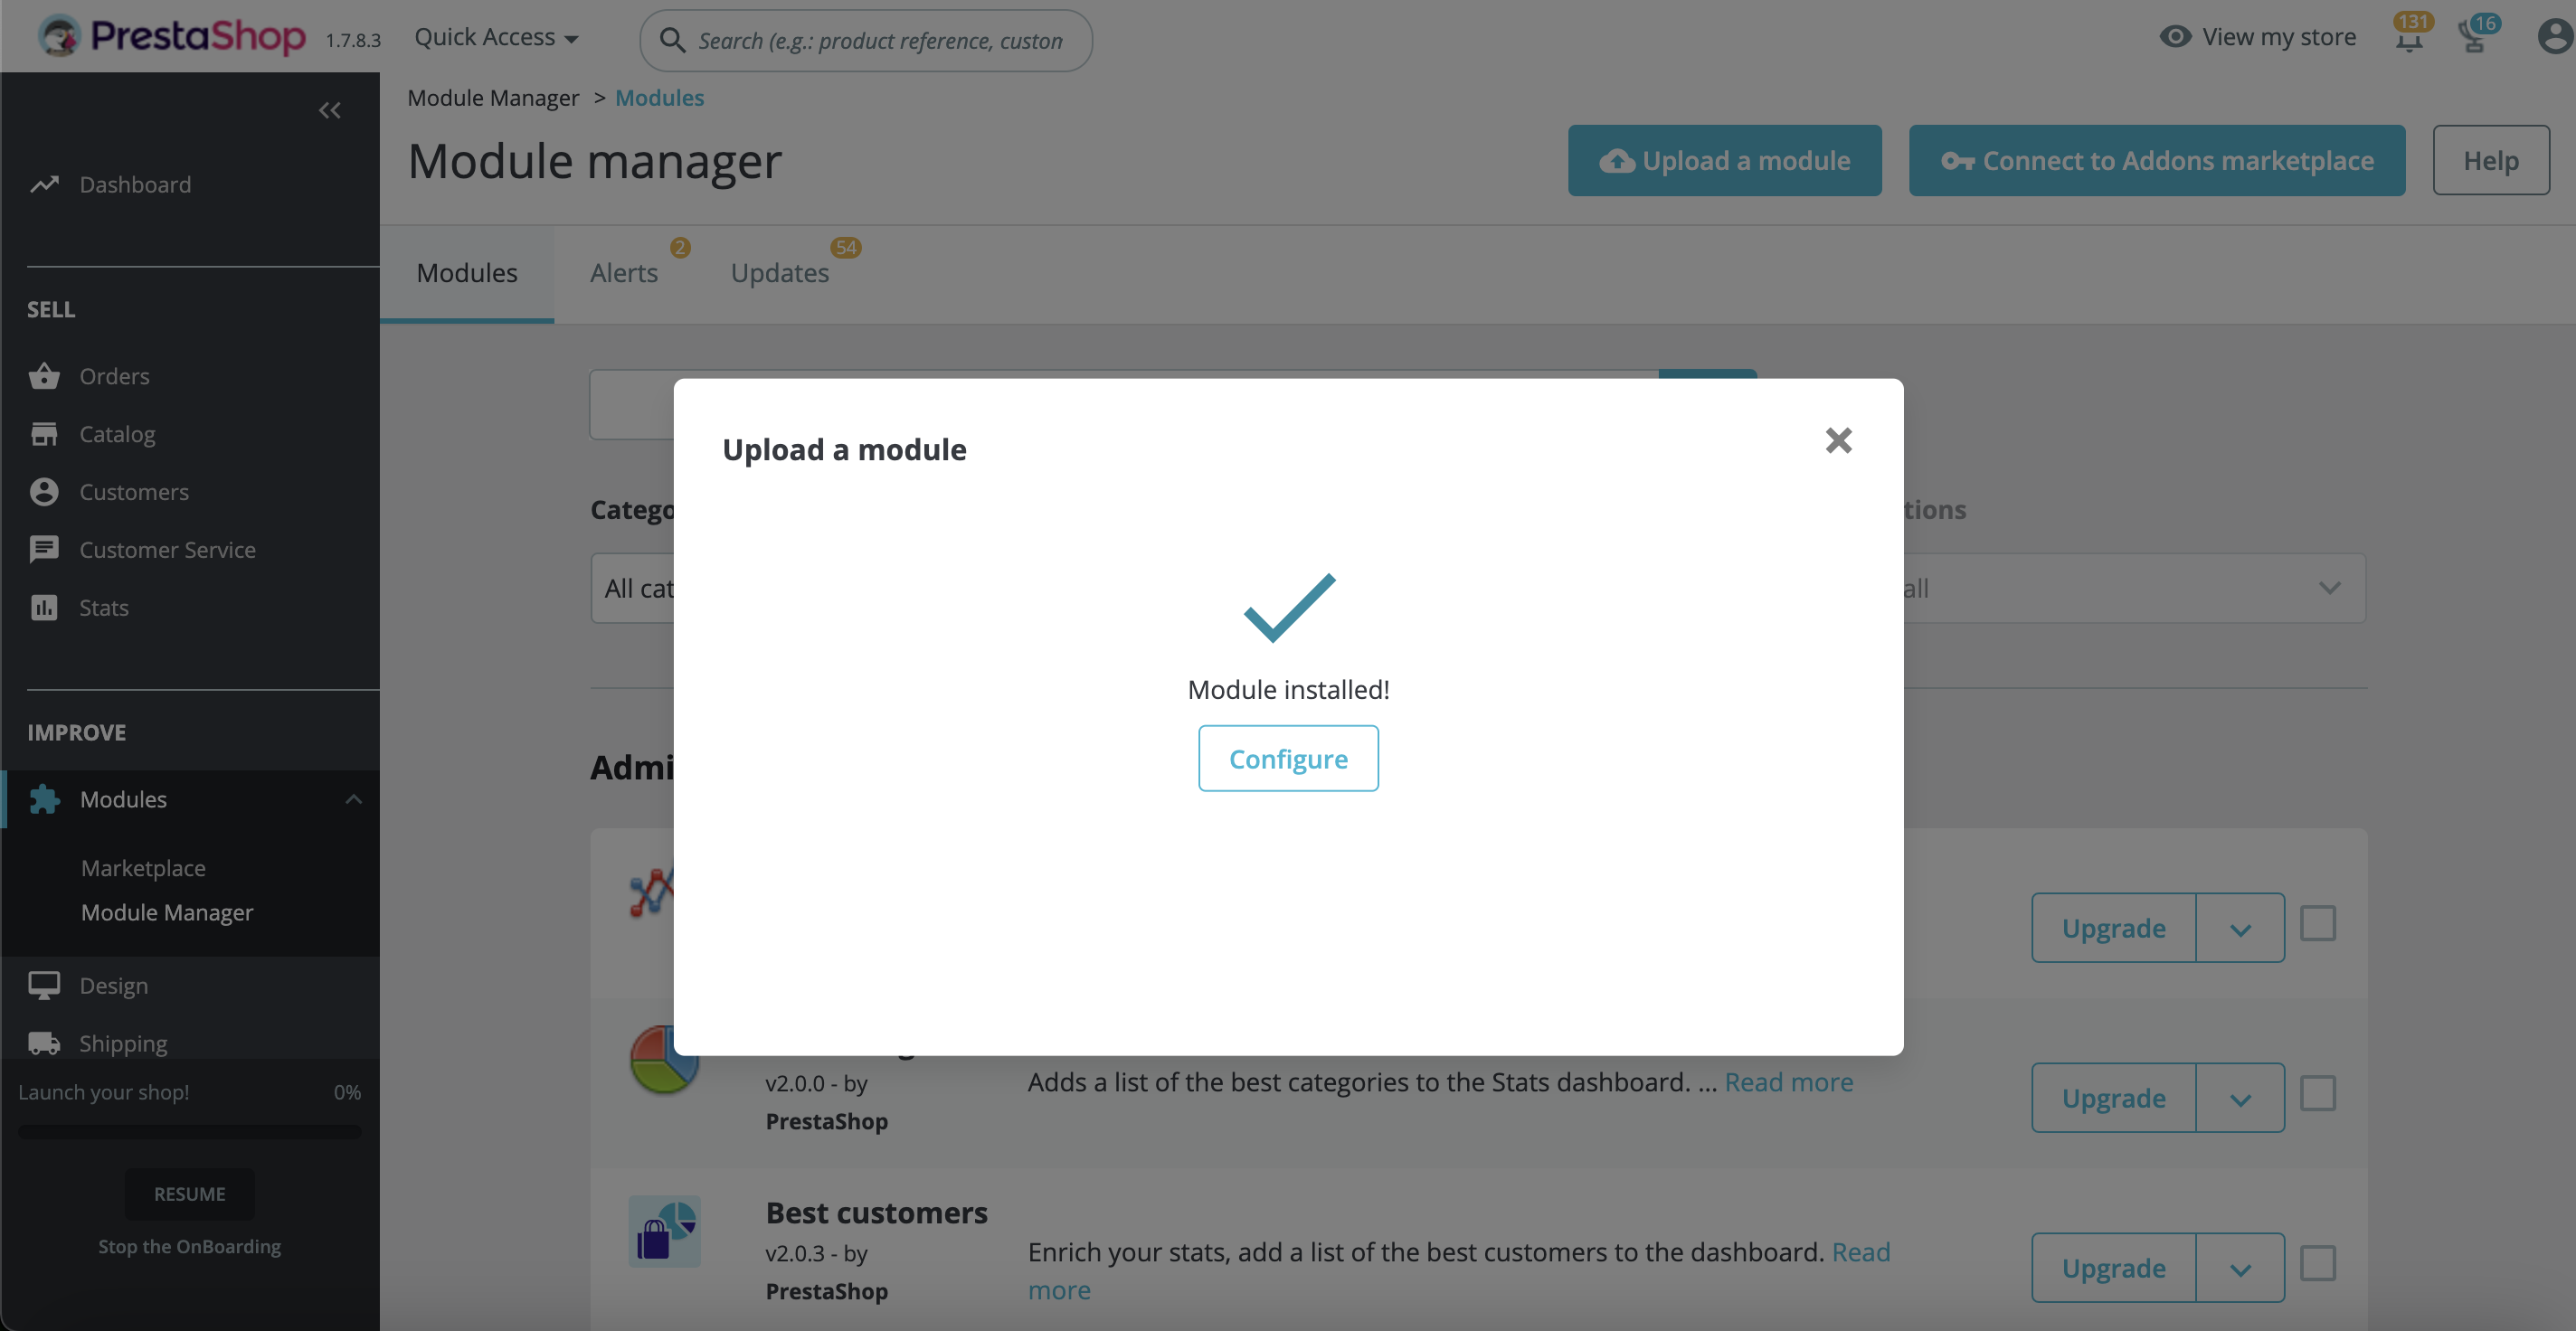 PrestaShop 1.7.8.3 Quick Access Search (e.g.: product reference, custon View my store 131 16
Module Manager > Modules
Module manager
Upload a module Connect to Addons marketplace Help
Dashboard
Modules Alerts 2 Updates 54
SELL
Orders
Catalog
Customers
Customer Service
Stats
IMPROVE
Modules
Marketplace
Module Manager
Design
Shipping
Launch your shop! 0%
RESUME
Stop the OnBoarding
Upload a module
Module installed!
Configure
Catego
tions
All cat
all
Admi
Upgrade
v2.0.0 - by
PrestaShop
Adds a list of the best categories to the Stats dashboard. ... Read more
Upgrade
Best customers
v2.0.3 - by
PrestaShop
Enrich your stats, add a list of the best customers to the dashboard. Read
more
Upgrade